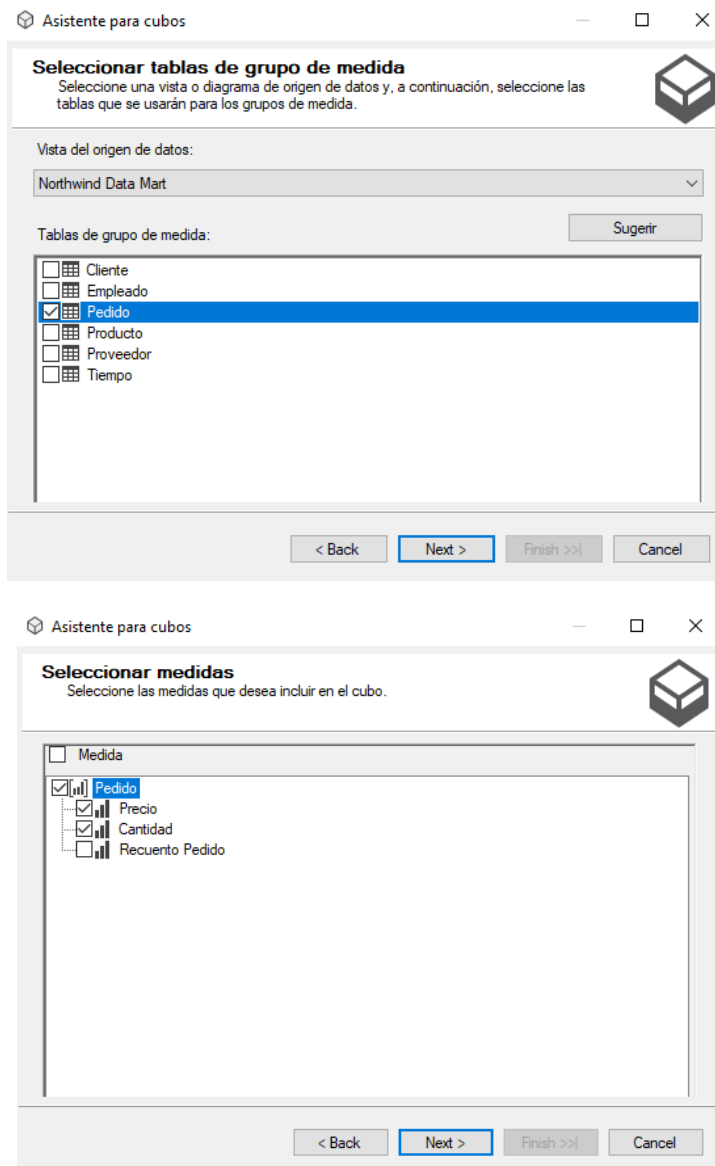 Asistente para cubos
Seleccionar tablas de grupo de medida
Seleccione una vista o diagrama de origen de datos y, a continuación, seleccione las
tablas que se usarán para los grupos de medida.
Vista del origen de datos:
Northwind Data Mart
Sugerir
Tablas de grupo de medida:
Cliente
Empleado
Pedido
Producto
Proveedor
Tiempo
< Back Next > Finish >>| Cancel
Asistente para cubos
Seleccionar medidas
Seleccione las medidas que desea incluir en el cubo.
Medida
Pedido
Precio
Cantidad
Recuento Pedido
< Back Next > Finish >>| Cancel